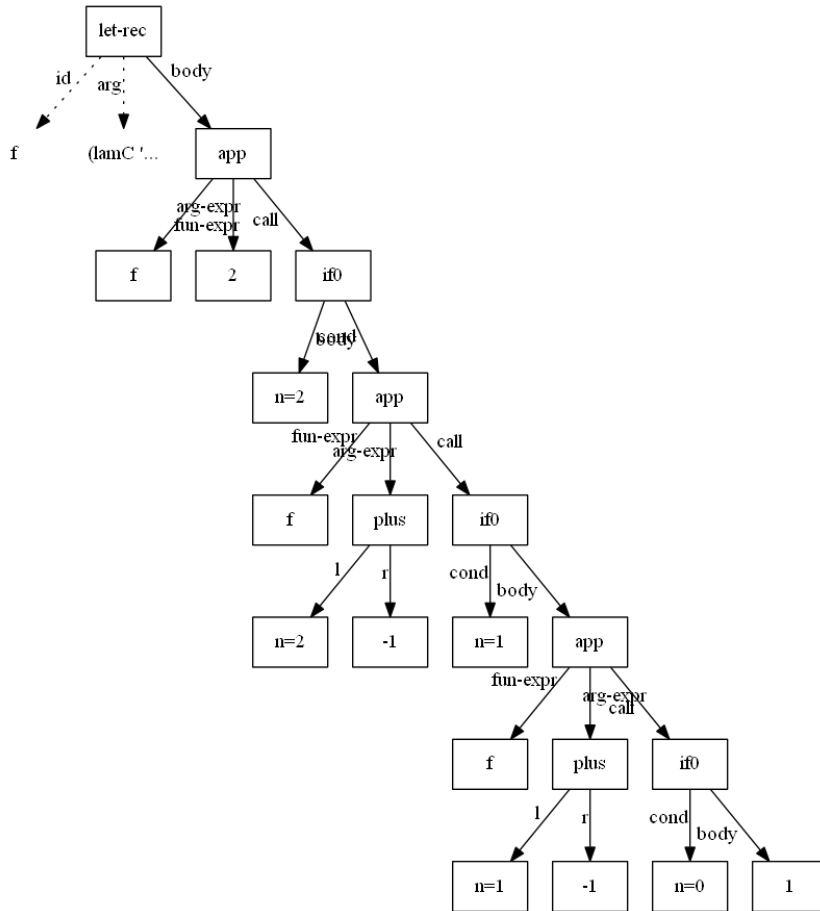 let-rec
id
arg
body
f
(lamC '...
app
fun-expr
arg-expr
call
f
2
if0
cond
body
n=2
app
fun-expr
arg-expr
call
f
plus
if0
l
r
cond
body
n=2
-1
n=1
app
fun-expr
arg-expr
call
f
plus
if0
l
r
cond
body
n=1
-1
n=0
1